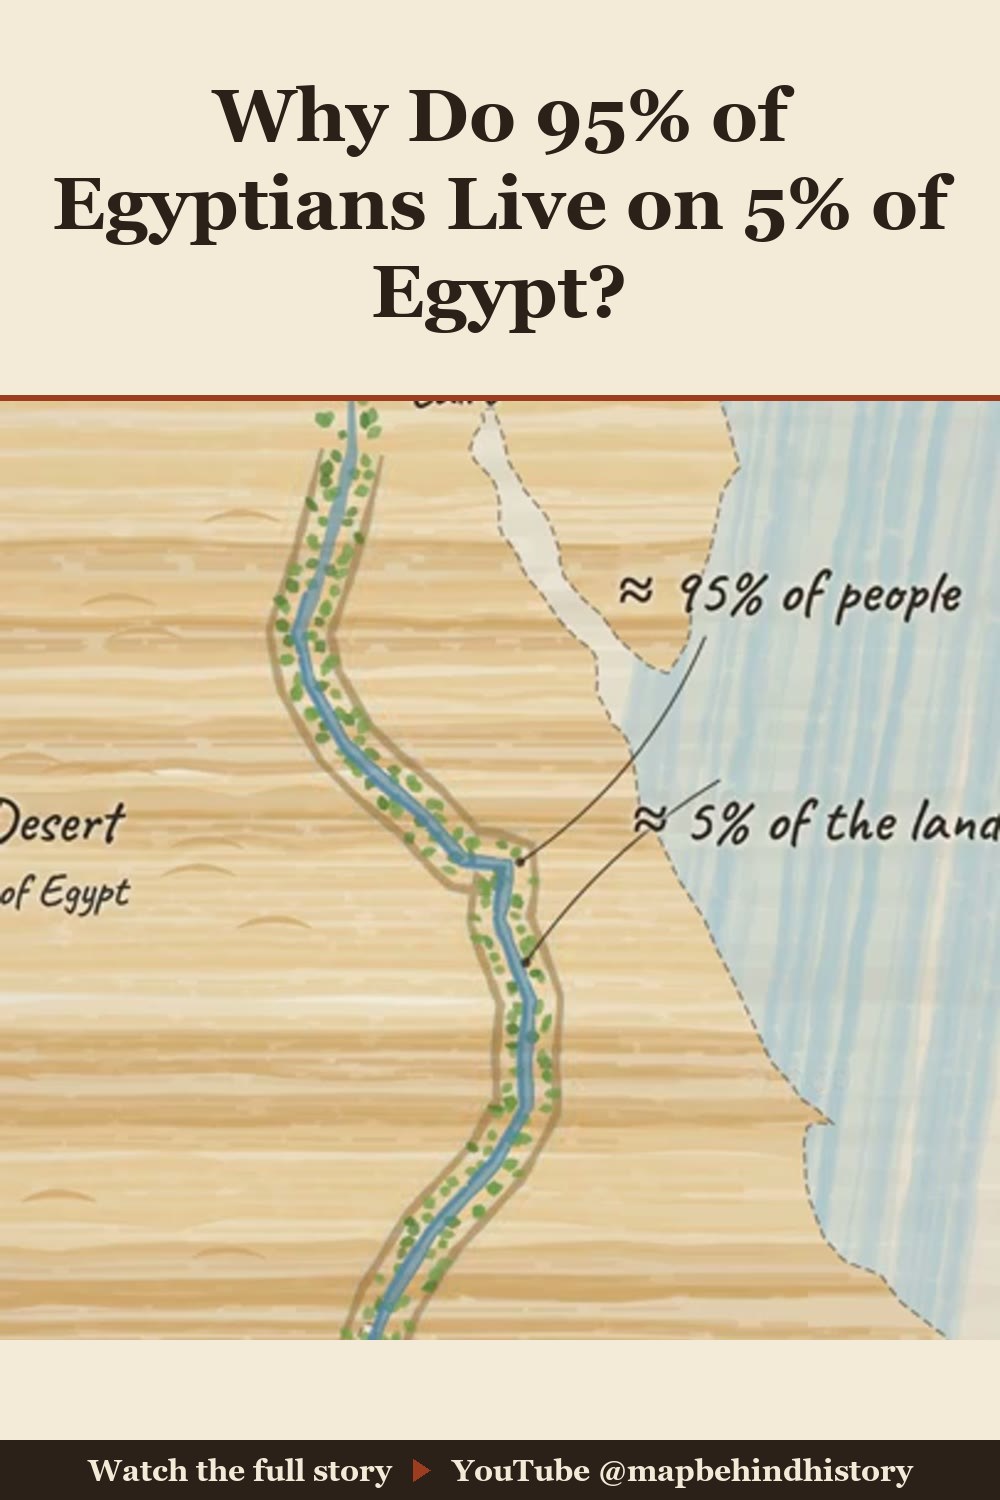 Why Do 95% of
Egyptians Live on 5% of
Egypt?
≈ 95% of people
≈ 5% of the land
Desert
of Egypt
Watch the full story
YouTube @mapbehindhistory